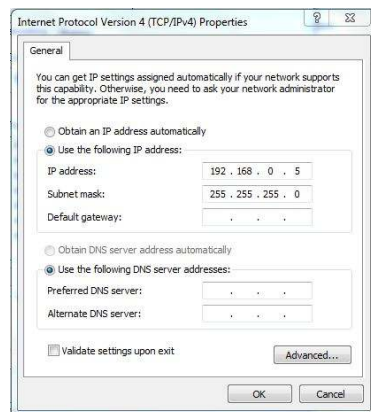 Internet Protocol Version 4 (TCP/IPv4) Properties
General
You can get IP settings assigned automatically if your network supports
this capability. Otherwise, you need to ask your network administrator
for the appropriate IP settings.
Obtain an IP address automatically
Use the following IP address:
IP address: 192 . 168 . 0 . 5
Subnet mask: 255 . 255 . 255 . 0
Default gateway: . . .
Obtain DNS server address automatically
Use the following DNS server addresses:
Preferred DNS server: . . .
Alternate DNS server: . . .
Validate settings upon exit
Advanced...
OK Cancel